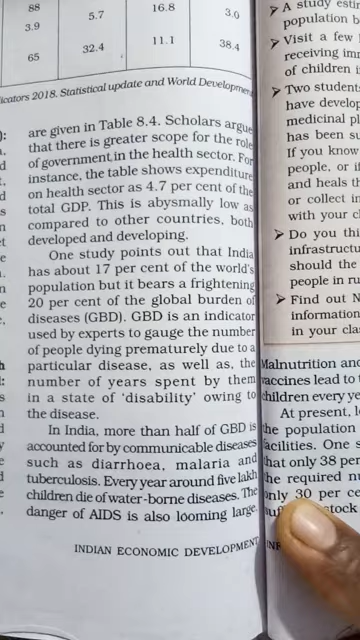 88
5.7
16.8
3.0
3.9
65
32.4
11.1
38.4
icators 2018. Statistical update and World Developmen
are given in Table 8.4. Scholars argue
that there is greater scope for the role
of government in the health sector. For
instance, the table shows expenditure
on health sector as 4.7 per cent of the
total GDP. This is abysmally low as
compared to other countries, both
developed and developing.
One study points out that India
has about 17 per cent of the world's
population but it bears a frightening
20 per cent of the global burden of
diseases (GBD). GBD is an indicator
used by experts to gauge the number
of people dying prematurely due to a
particular disease, as well as, the
number of years spent by them
in a state of 'disability' owing to
the disease.
In India, more than half of GBD is
accounted for by communicable diseases
such as diarrhoea, malaria and
tuberculosis. Every year around five lakh
children die of water-borne diseases. The
danger of AIDS is also looming large.
INDIAN ECONOMIC DEVELOPMENT
➢ A study esti
population b
➢ Visit a few
receiving im
of children i
➢ Two student
have develop
medicinal pl
has been su
If you know
people, or if
and heals th
or collect in
with your cl
➢ Do you thi
infrastructu
should the
people in ru
➢ Find out N
information
in your clas
Malnutrition and
vaccines lead to
children every ye
At present, l
the population
facilities. One s
that only 38 per
the required nu
only 30 per ce
stock